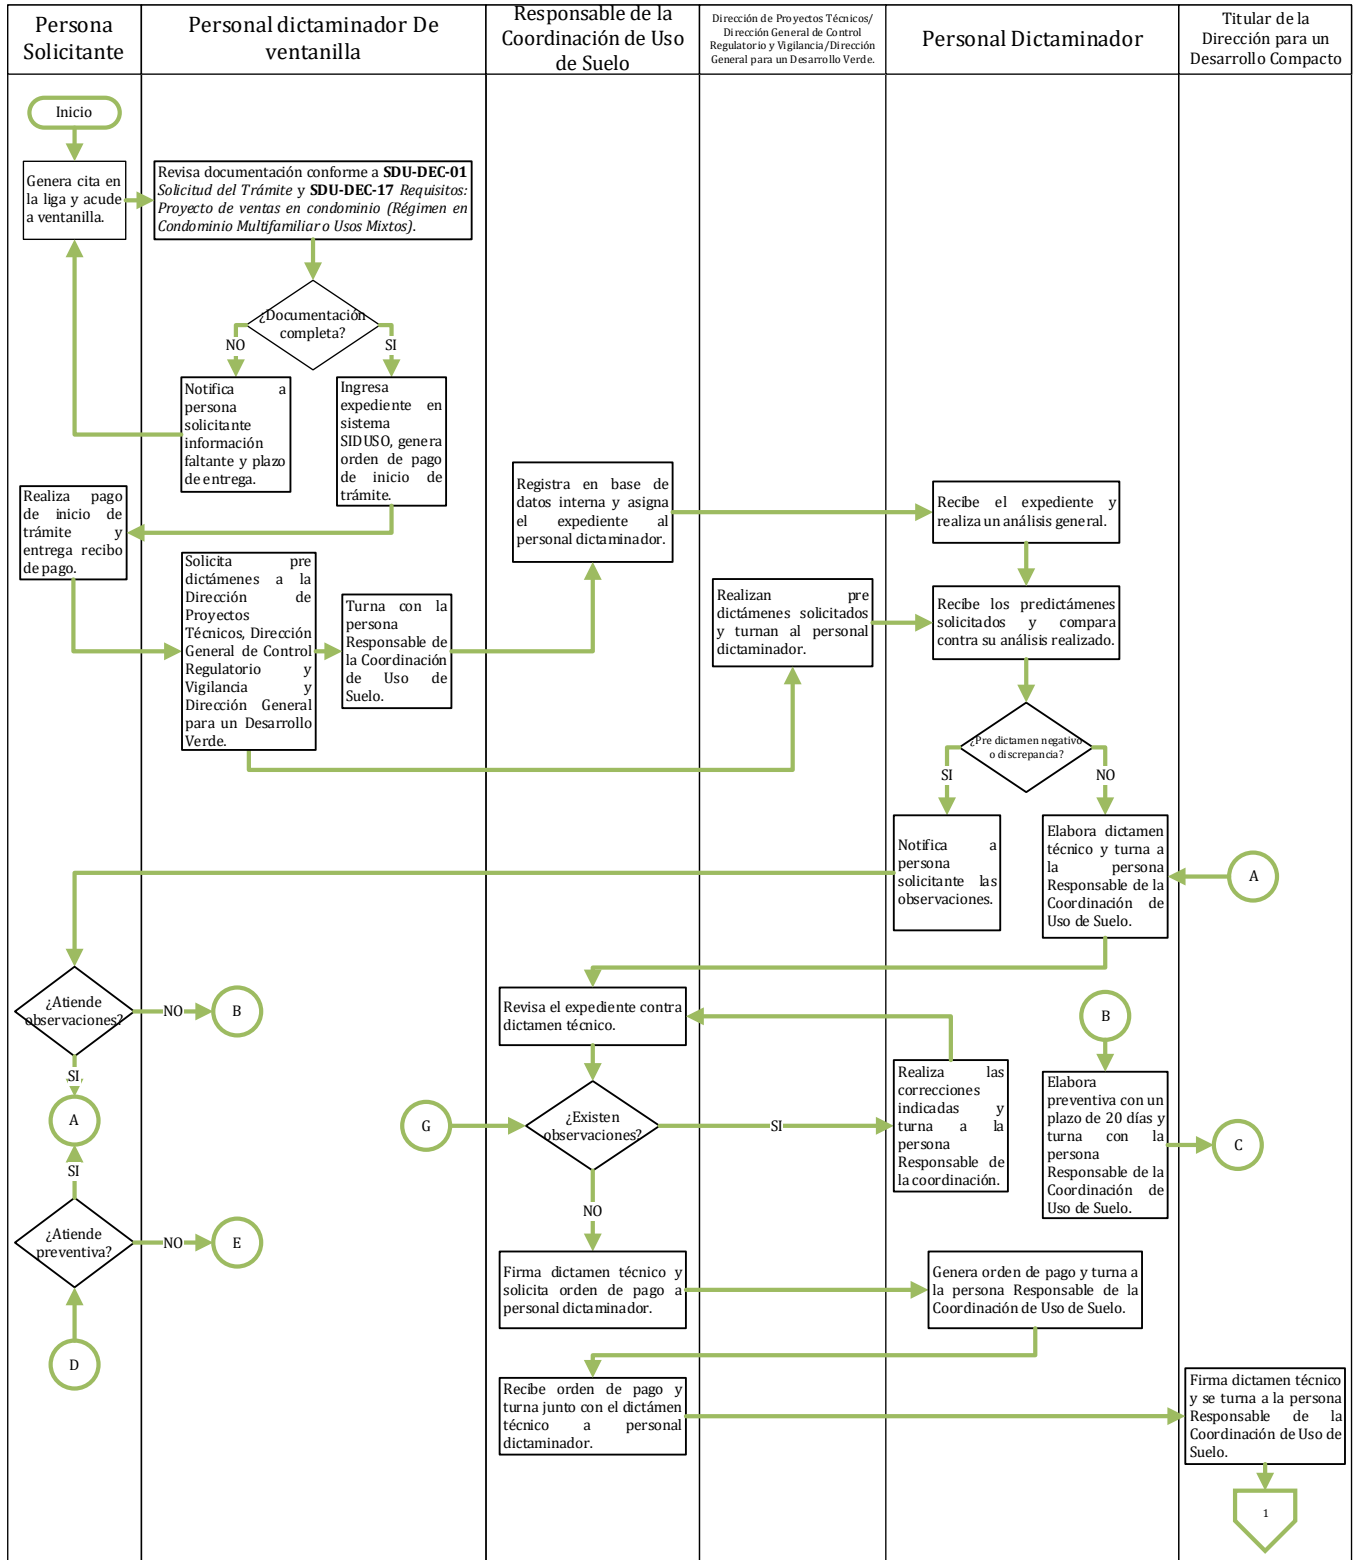 Persona
Solicitante
Personal dictaminador De
ventanilla
Responsable de la
Coordinación de Uso
de Suelo
Dirección de Proyectos Técnicos/
Dirección General de Control
Regulatorio y Vigilancia/Dirección
General para un Desarrollo Verde.
Personal Dictaminador
Titular de la
Dirección para un
Desarrollo Compacto
Inicio
Genera cita en
la liga y acude
a ventanilla.
Revisa documentación conforme a SDU-DEC-01
Solicitud del Trámite y SDU-DEC-17 Requisitos:
Proyecto de ventas en condominio (Régimen en
Condominio Multifamiliar o Usos Mixtos).
¿Documentación
completa?
NO
SI
Notifica a
persona
solicitante
información
faltante y plazo
de entrega.
Ingresa
expediente en
sistema
SIDUSO, genera
orden de pago
de inicio de
trámite.
Realiza pago
de inicio de
trámite y
entrega recibo
de pago.
Solicita pre
dictámenes a la
Dirección de
Proyectos
Técnicos, Dirección
General de Control
Regulatorio y
Vigilancia y
Dirección General
para un Desarrollo
Verde.
Turna con la
persona
Responsable de
la Coordinación
de Uso de
Suelo.
Registra en base de
datos interna y asigna
el expediente al
personal dictaminador.
Realizan pre
dictámenes solicitados
y turnan al personal
dictaminador.
Recibe el expediente y
realiza un análisis general.
Recibe los predictámenes
solicitados y compara
contra su análisis realizado.
¿Pre dictamen negativo
o discrepancia?
SI
NO
Notifica a
persona
solicitante las
observaciones.
Elabora dictamen
técnico y turna a
la persona
Responsable de la
Coordinación de
Uso de Suelo.
A
¿Atiende
observaciones?
NO
B
SI
A
SI
¿Atiende
preventiva?
NO
E
D
Revisa el expediente contra
dictamen técnico.
G
¿Existen
observaciones?
SI
NO
Realiza las
correcciones
indicadas y
turna a la
persona
Responsable de
la coordinación.
B
Elabora
preventiva con un
plazo de 20 días y
turna con la
persona
Responsable de la
Coordinación de
Uso de Suelo.
C
Firma dictamen técnico y
solicita orden de pago a
personal dictaminador.
Genera orden de pago y turna a
la persona Responsable de la
Coordinación de Uso de Suelo.
Recibe orden de pago y
turna junto con el dictámen
técnico a personal
dictaminador.
Firma dictamen técnico
y se turna a la persona
Responsable de la
Coordinación de Uso de
Suelo.
1